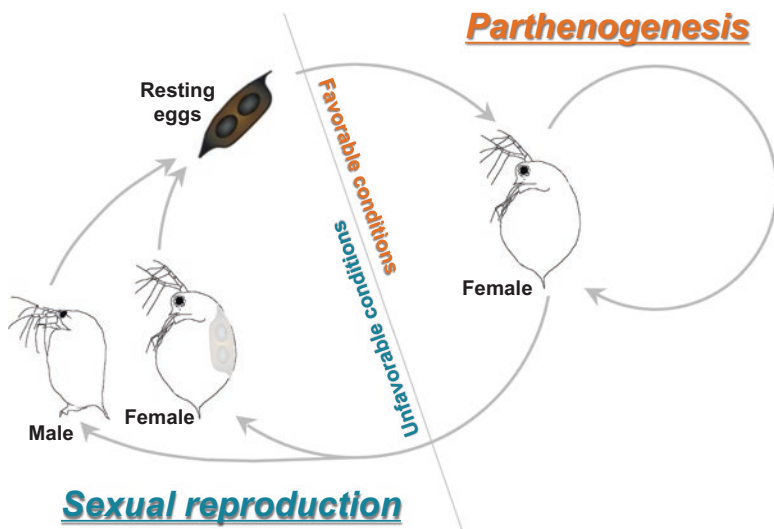 Parthenogenesis
Resting
eggs
Favorable conditions
Unfavorable conditions
Female
Male
Female
Sexual reproduction